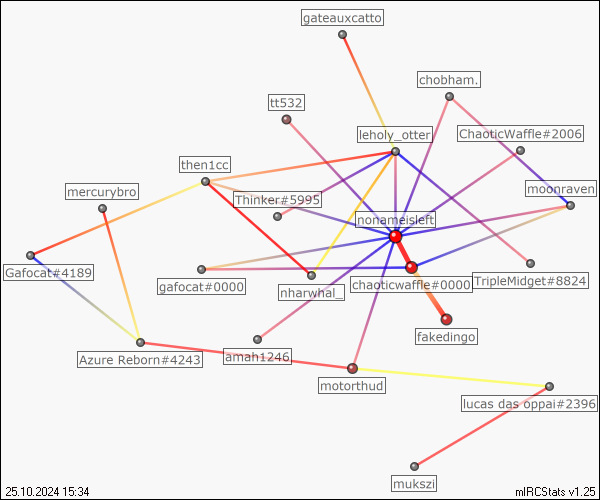 gateauxcatto
chobham.
tt532
leholy_otter
ChaoticWaffle#2006
then1cc
mercurybro
Thinker#5995
moonraven
nonameisleft
Gafocat#4189
gafocat#0000
nharwhal_
chaoticwaffle#0000
TripleMidget#8824
fakedingo
Azure Reborn#4243
amah1246
motorthud
lucas das oppai#2396
mukszi
25.10.2024 15:34
mIRCStats v1.25